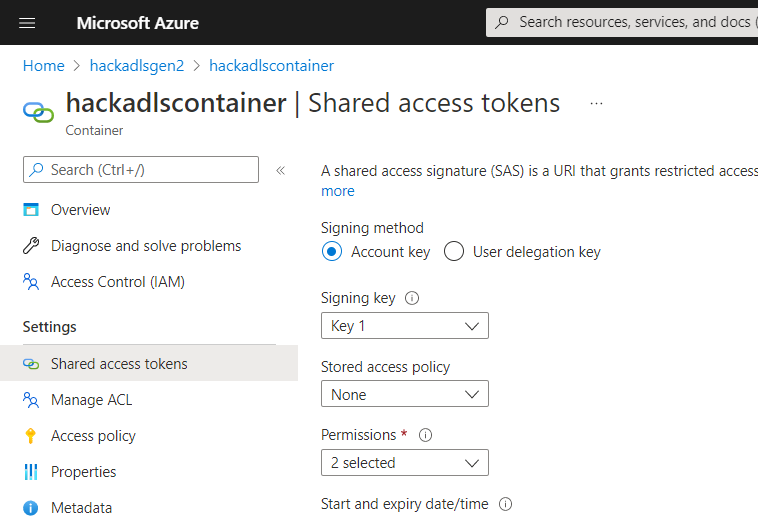 Microsoft Azure
Search resources, services, and docs (
Home > hackadlsgen2 > hackadlscontainer
hackadlscontainer | Shared access tokens ...
Container
Search (Ctrl+/)
«
Overview
Diagnose and solve problems
Access Control (IAM)
Settings
Shared access tokens
Manage ACL
Access policy
Properties
Metadata
A shared access signature (SAS) is a URI that grants restricted access
more
Signing method
Account key
User delegation key
Signing key
Key 1
Stored access policy
None
Permissions *
2 selected
Start and expiry date/time